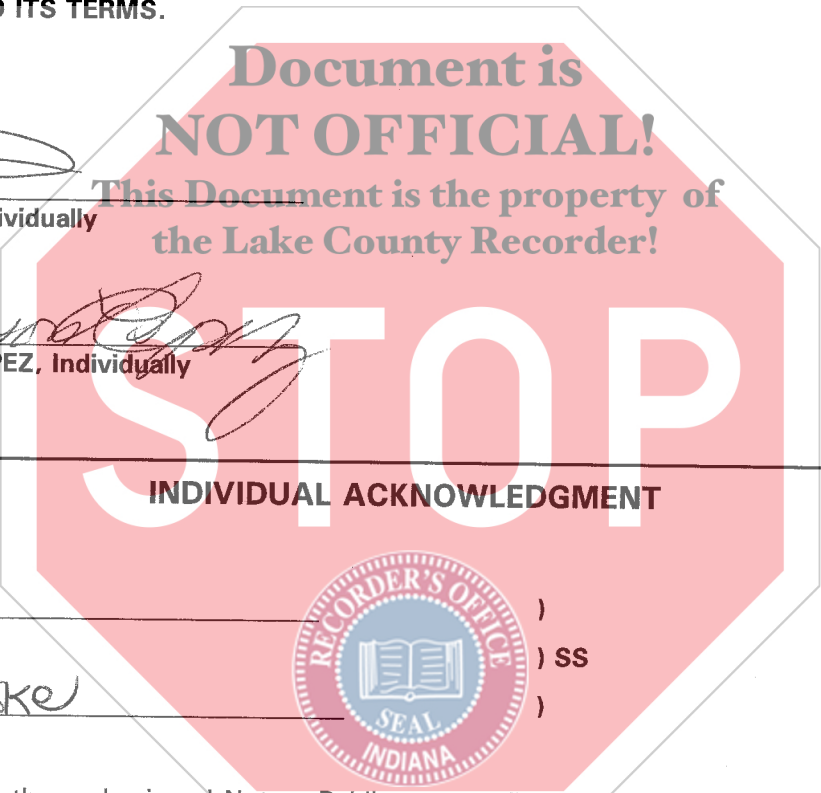 ITS TERMS.
Document is
NOT OFFICIAL!
This Document is the property of
ividually
the Lake County Recorder!
PEZ, Individually
STOP
INDIVIDUAL ACKNOWLEDGMENT
RECORDER'S OFFICE
)
) SS
ke
)
SEAL
INDIANA